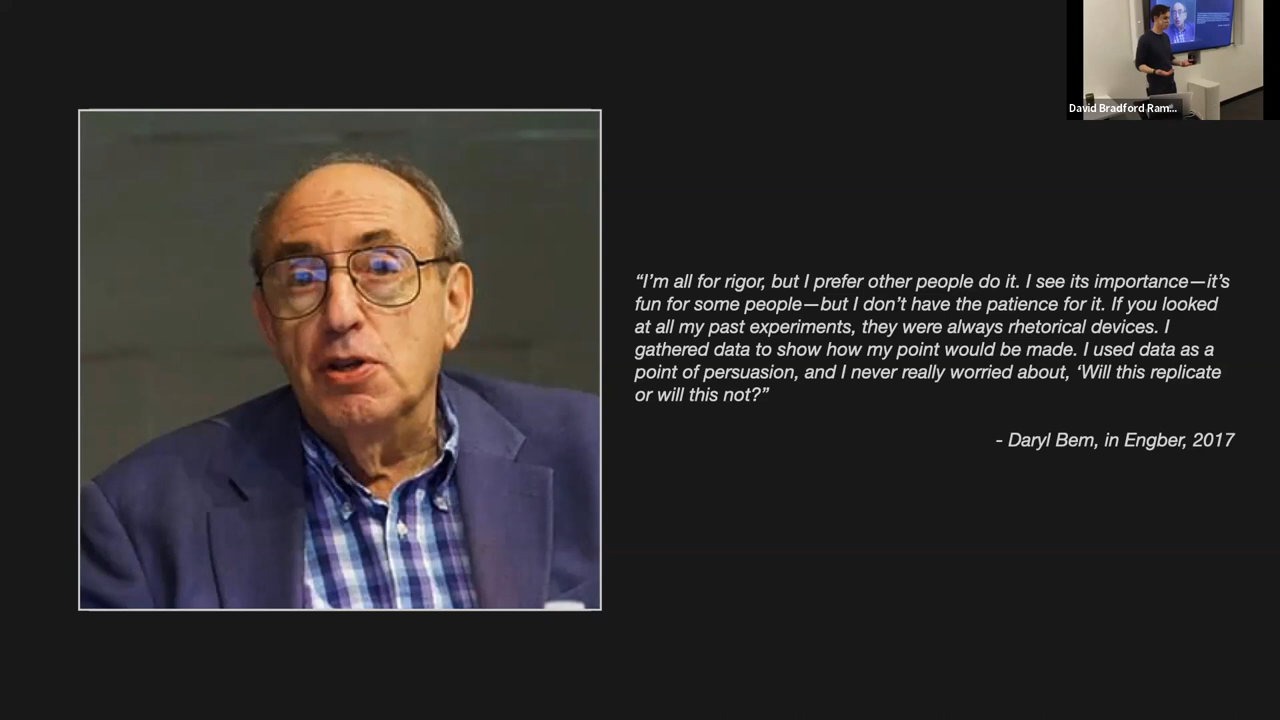 David Bradford Ram...
“I’m all for rigor, but I prefer other people do it. I see its importance—it’s
fun for some people—but I don’t have the patience for it. If you looked
at all my past experiments, they were always rhetorical devices. I
gathered data to show how my point would be made. I used data as a
point of persuasion, and I never really worried about, ‘Will this replicate
or will this not?”
- Daryl Bem, in Engber, 2017